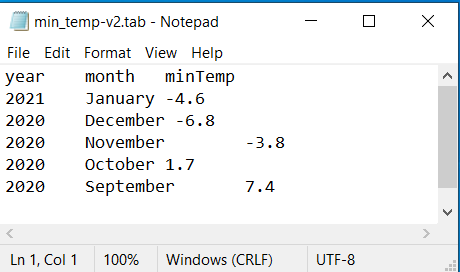 min_temp-v2.tab - Notepad
File Edit Format View Help
year	month	minTemp
2021	January	-4.6
2020	December	-6.8
2020	November	-3.8
2020	October	1.7
2020	September	7.4
Ln 1, Col 1 100% Windows (CRLF) UTF-8